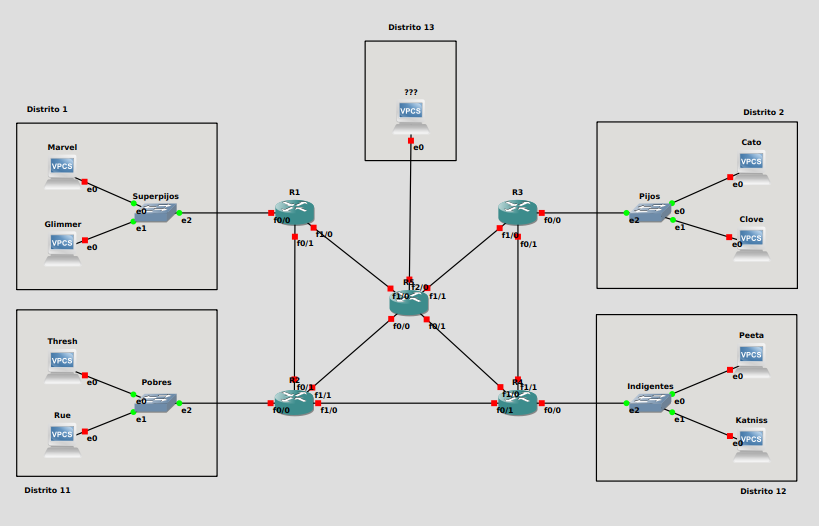 Distrito 13
???
VPCS
e0
Distrito 1
Marvel
VPCS
e0
Superpijos
e0
e1
e2
Glimmer
VPCS
e0
R1
f0/0
f1/0
f0/1
R3
f1/0
f0/0
f0/1
Distrito 2
Cato
VPCS
e0
Pijos
e2
e0
e1
Clove
VPCS
e0
R5
f2/0
f1/0
f1/1
f0/0
f0/1
Distrito 11
Thresh
VPCS
e0
Pobres
e0
e1
e2
Rue
VPCS
e0
R2
f0/1
f1/1
f0/0
f1/0
R4
f1/1
f1/0
f0/1
f0/0
Distrito 12
Peeta
VPCS
e0
Indigentes
e2
e0
e1
Katniss
VPCS
e0